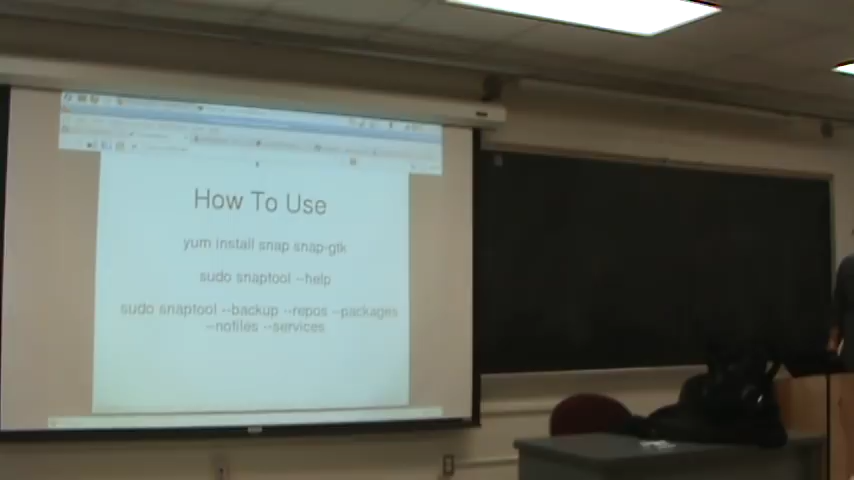 How To Use
yum install snap snap-gtk
sudo snaptool --help
sudo snaptool --backup --repos --packages
--nofiles --services